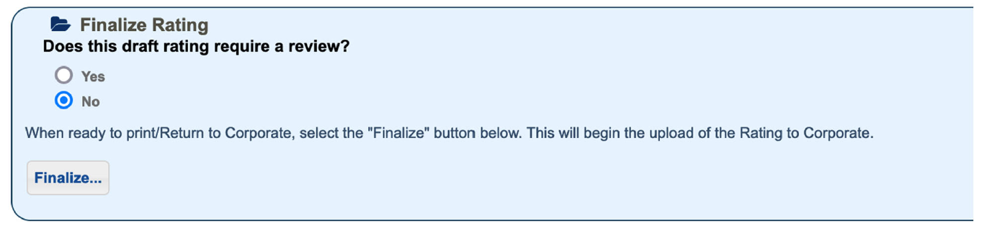 Finalize Rating
Does this draft rating require a review?
Yes
No
When ready to print/Return to Corporate, select the "Finalize" button below. This will begin the upload of the Rating to Corporate.
Finalize...